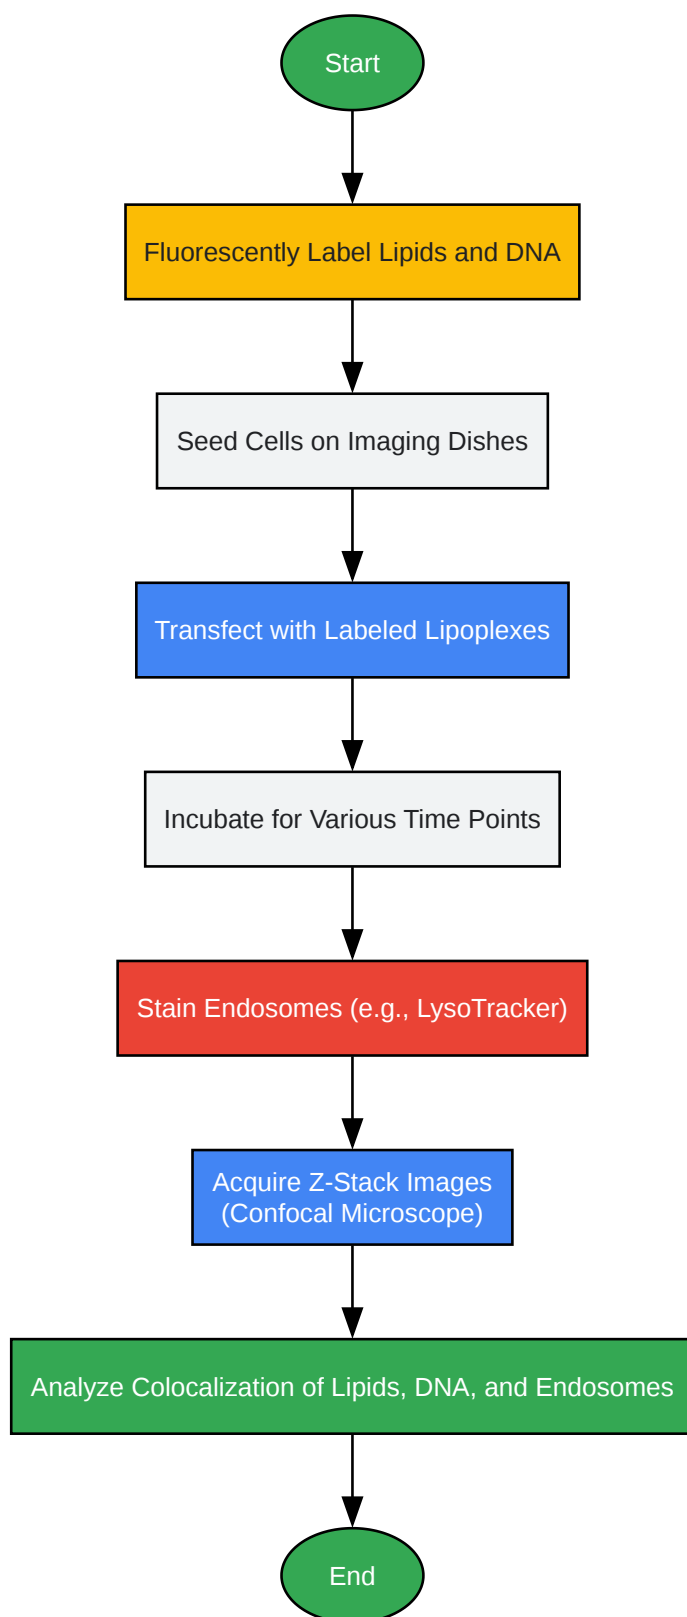 Start
Fluorescently Label Lipids and DNA
Seed Cells on Imaging Dishes
Transfect with Labeled Lipoplexes
Incubate for Various Time Points
Stain Endosomes (e.g., LysoTracker)
Acquire Z-Stack Images
(Confocal Microscope)
Analyze Colocalization of Lipids, DNA, and Endosomes
End